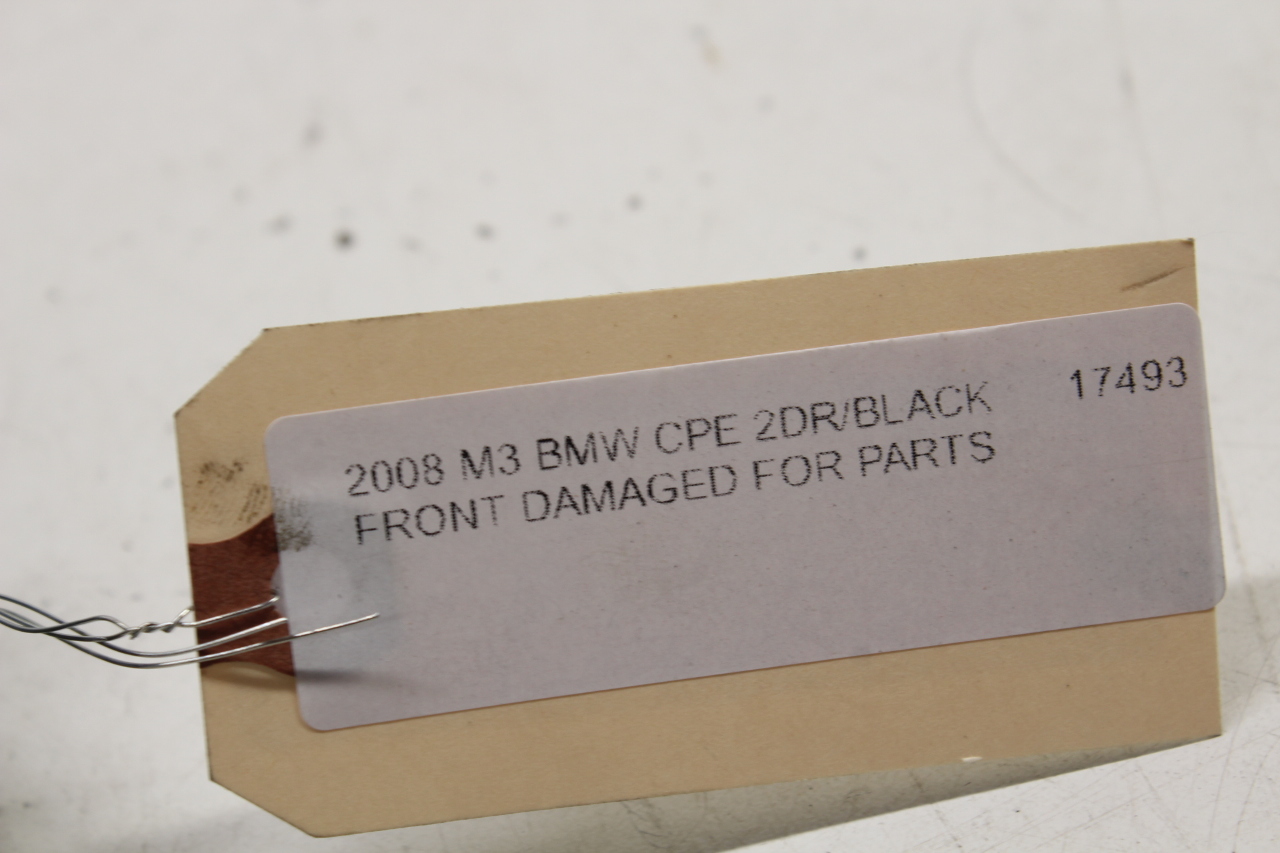 2008 M3 BMW CPE 2DR/BLACK 17493
FRONT DAMAGED FOR PARTS